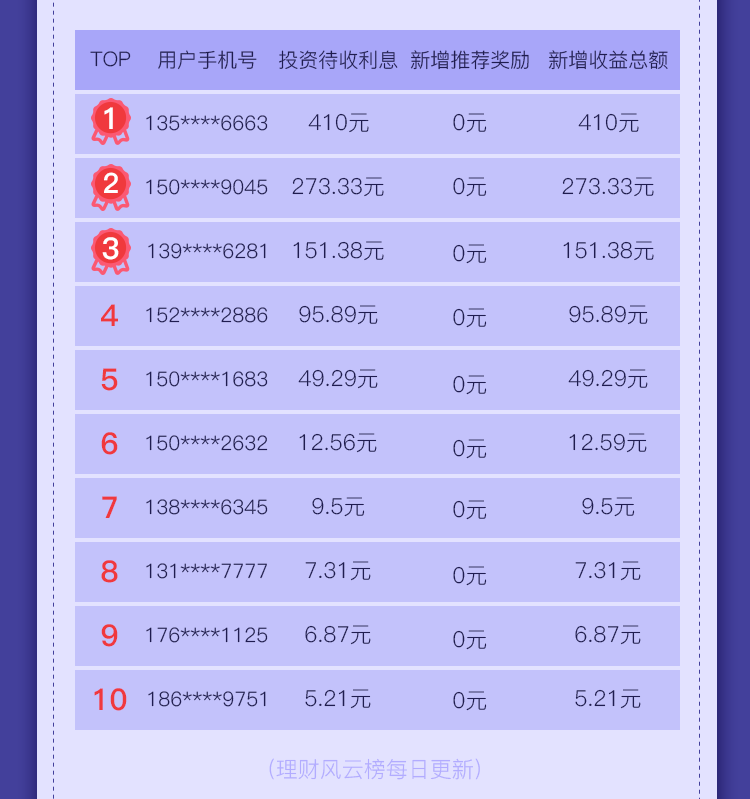 TOP 用户手机号 投资待收利息 新增推荐奖励 新增收益总额
1 135****6663 410元 0元 410元
2 150****9045 273.33元 0元 273.33元
3 139****6281 151.38元 0元 151.38元
4 152****2886 95.89元 0元 95.89元
5 150****1683 49.29元 0元 49.29元
6 150****2632 12.56元 0元 12.59元
7 138****6345 9.5元 0元 9.5元
8 131****7777 7.31元 0元 7.31元
9 176****1125 6.87元 0元 6.87元
10 186****9751 5.21元 0元 5.21元
(理财风云榜每日更新)